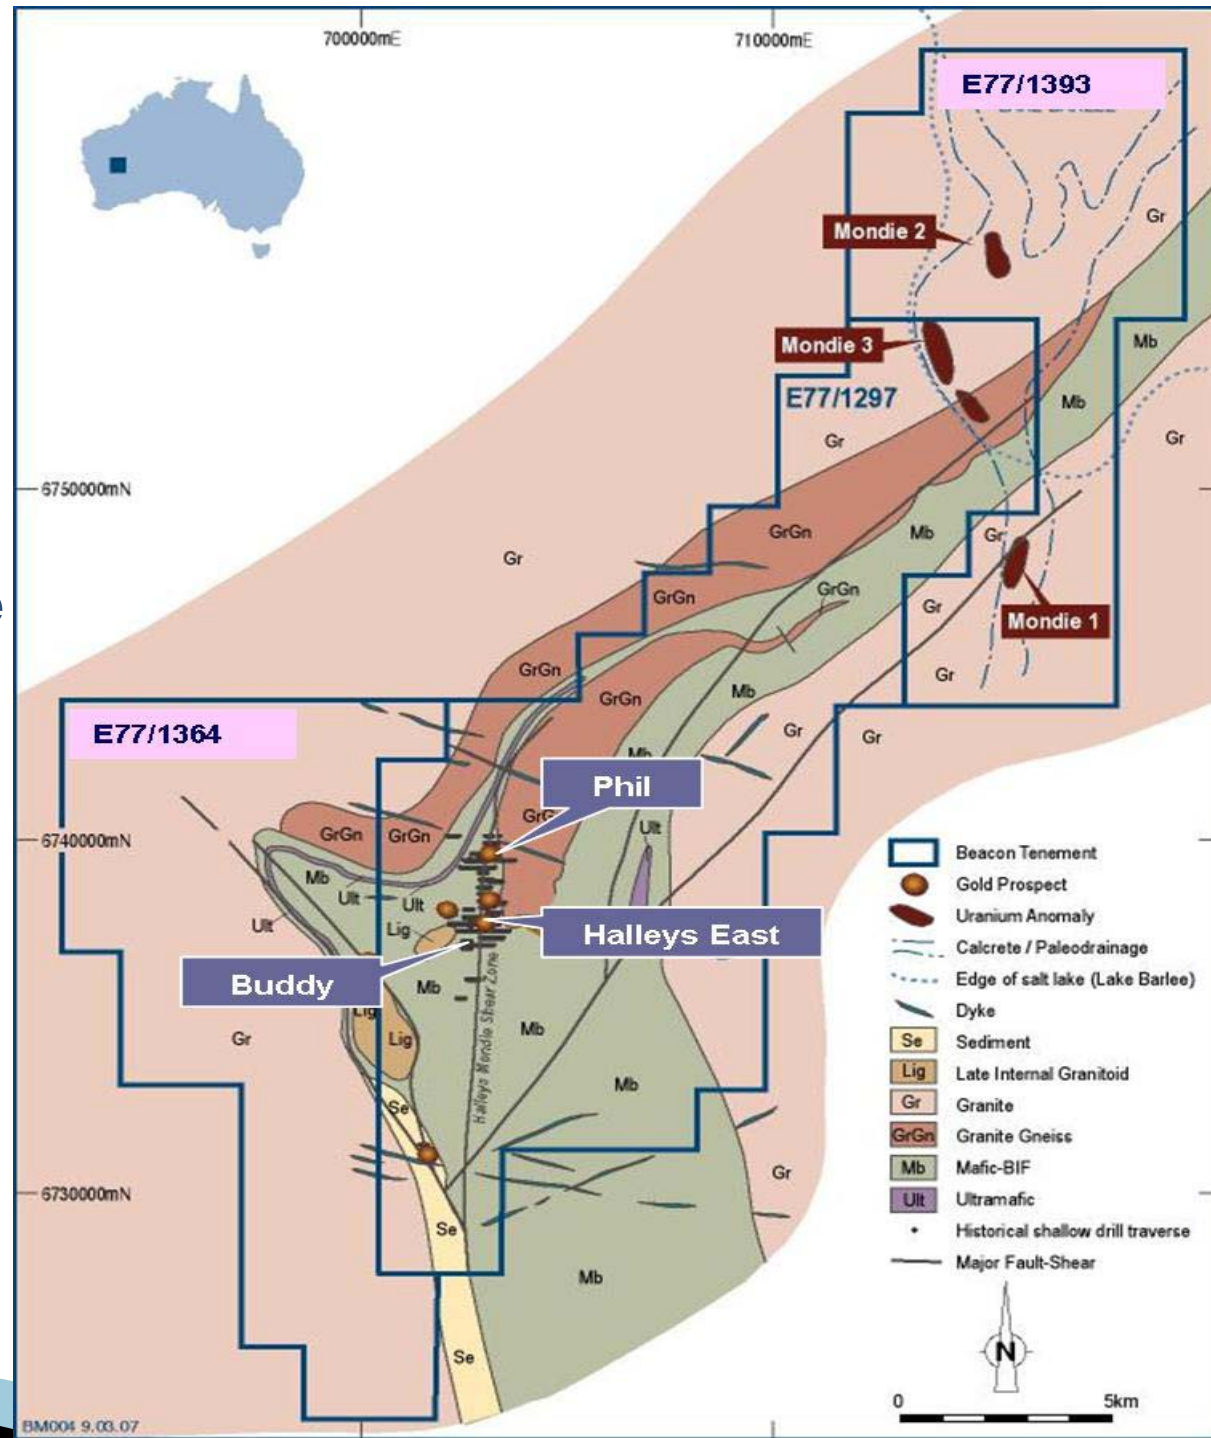 700000mE
710000mE
E77/1393
Gr
Mondie 2
Mondie 3
Mb
E77/1297
Mb
Gr
Gr
6750000mN
GrGn
Mb
Gr
Gr
e
GrGn
GrGn
Gr
Mondie 1
GrGn
GrGn
Mb
Gr
E77/1364
Gr
Gr
Mb
Phil
GrGn
6740000mN
GrGn
GrGn
Ult
Mb
Ult
Ult
Ult
Lig
Halleys East
Buddy
Mb
Lig
Gr
Lig
Mb
Halleys Mondie Shear Zone
Mb
Se
Gr
6730000mN
Se
Mb
Se
Beacon Tenement
Gold Prospect
Uranium Anomaly
Calcrete / Paleodrainage
Edge of salt lake (Lake Barlee)
Dyke
Se Sediment
Lig Late Internal Granitoid
Gr Granite
GrGn Granite Gneiss
Mb Mafic-BIF
Ult Ultramafic
Historical shallow drill traverse
Major Fault-Shear
N
0 5km
BM004 9.03.07